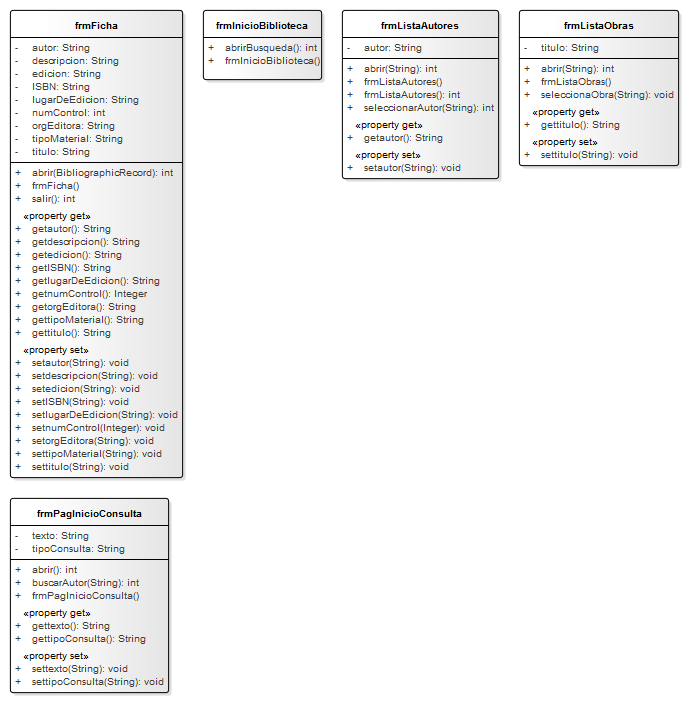 frmFicha
- autor: String
- descripcion: String
- edicion: String
- ISBN: String
- lugarDeEdicion: String
- numControl: int
- orgEditora: String
- tipoMaterial: String
- titulo: String
+ abrir(BibliographicRecord): int
+ frmFicha()
+ salir(): int
«property get»
+ getautor(): String
+ getdescripcion(): String
+ getedicion(): String
+ getISBN(): String
+ getlugarDeEdicion(): String
+ getnumControl(): Integer
+ getorgEditora(): String
+ gettipoMaterial(): String
+ gettitulo(): String
«property set»
+ setautor(String): void
+ setdescripcion(String): void
+ setedicion(String): void
+ setISBN(String): void
+ setlugarDeEdicion(String): void
+ setnumControl(Integer): void
+ setorgEditora(String): void
+ settipoMaterial(String): void
+ settitulo(String): void
frmInicioBiblioteca
+ abrirBusqueda(): int
+ frmInicioBiblioteca()
frmListaAutores
- autor: String
+ abrir(String): int
+ frmListaAutores()
+ frmListaAutores(): int
+ seleccionarAutor(String): int
«property get»
+ getautor(): String
«property set»
+ setautor(String): void
frmListaObras
- titulo: String
+ abrir(String): int
+ frmListaObras()
+ seleccionaObra(String): void
«property get»
+ gettitulo(): String
«property set»
+ settitulo(String): void
frmPagInicioConsulta
- texto: String
- tipoConsulta: String
+ abrir(): int
+ buscarAutor(String): int
+ frmPagInicioConsulta()
«property get»
+ gettexto(): String
+ gettipoConsulta(): String
«property set»
+ settexto(String): void
+ settipoConsulta(String): void